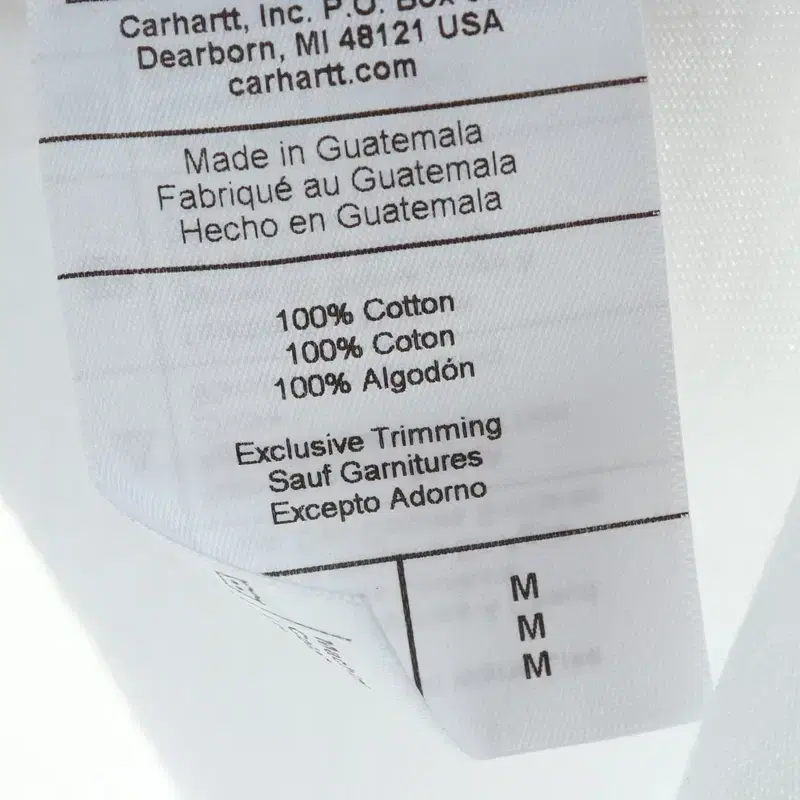 Carhartt, Inc. P.O. Box
Dearborn, MI 48121 USA
carhartt.com
Made in Guatemala
Fabriqué au Guatemala
Hecho en Guatemala
100% Cotton
100% Coton
100% Algodón
Exclusive Trimming
Sauf Garnitures
Excepto Adorno
M
M
M